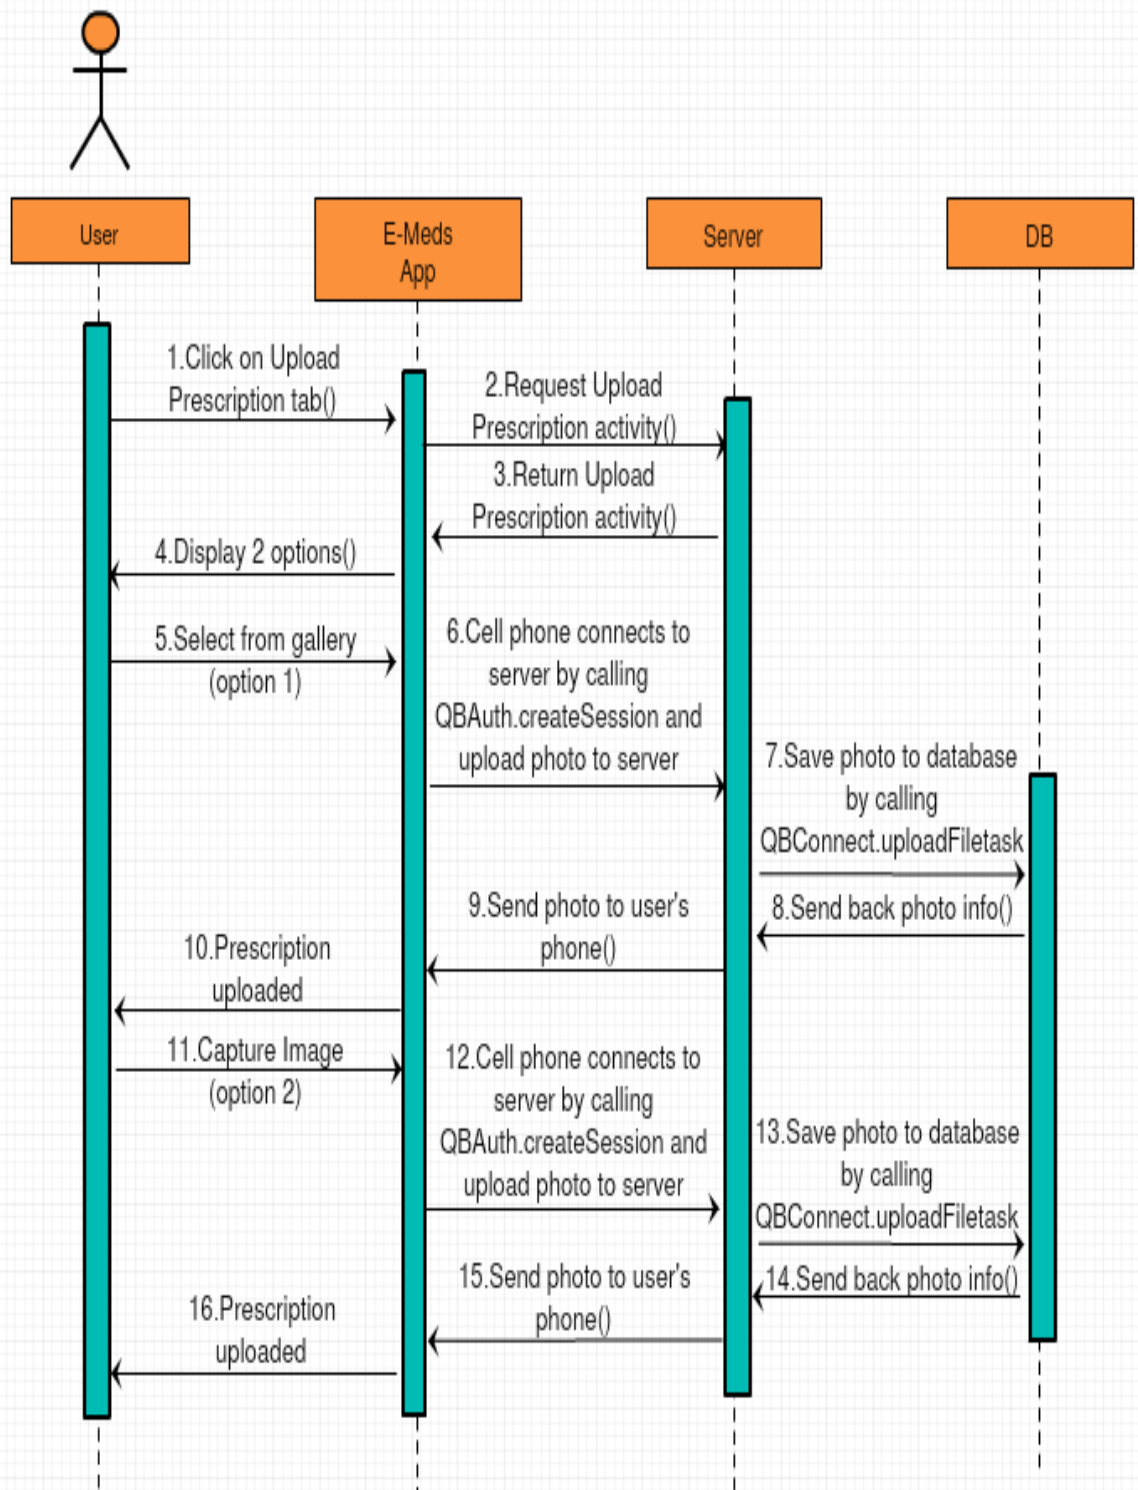 User
E-Meds
App
Server
DB
1.Click on Upload
Prescription tab()
2.Request Upload
Prescription activity()
3.Return Upload
Prescription activity()
4.Display 2 options()
5.Select from gallery
(option 1)
6.Cell phone connects to
server by calling
QBAuth.createSession and
upload photo to server
7.Save photo to database
by calling
QBConnect.uploadFiletask
8.Send back photo info()
9.Send photo to user's
phone()
10.Prescription
uploaded
11.Capture Image
(option 2)
12.Cell phone connects to
server by calling
QBAuth.createSession and
upload photo to server
13.Save photo to database
by calling
QBConnect.uploadFiletask
14.Send back photo info()
15.Send photo to user's
phone()
16.Prescription
uploaded